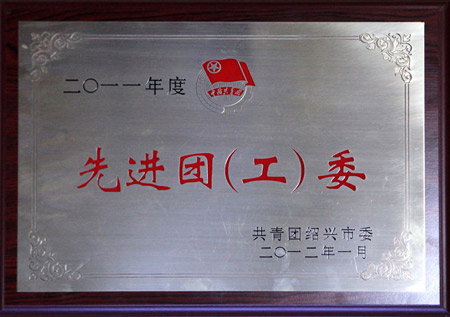 二〇一一年度
先进团(工)委
共青团绍兴市委
二〇一二年一月